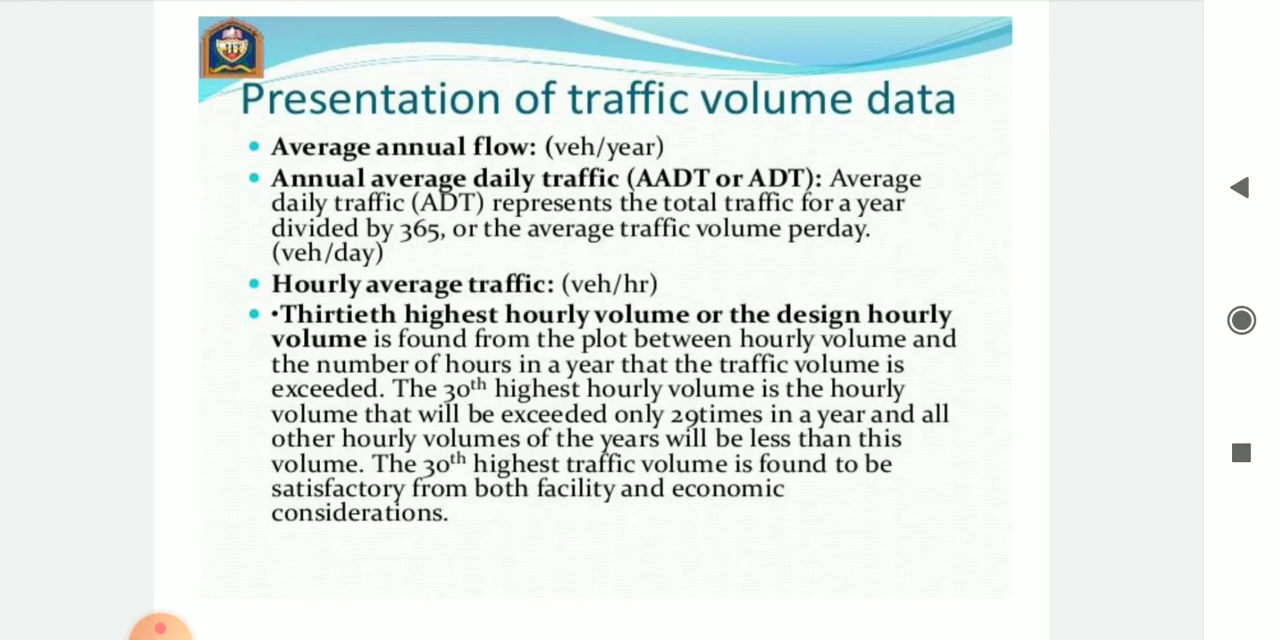 Presentation of traffic volume data
• Average annual flow: (veh/year)
• Annual average daily traffic (AADT or ADT): Average
daily traffic (ADT) represents the total traffic for a year
divided by 365, or the average traffic volume perday.
(veh/day)
• Hourly average traffic: (veh/hr)
• •Thirtieth highest hourly volume or the design hourly
volume is found from the plot between hourly volume and
the number of hours in a year that the traffic volume is
exceeded. The 30th highest hourly volume is the hourly
volume that will be exceeded only 29times in a year and all
other hourly volumes of the years will be less than this
volume. The 30th highest traffic volume is found to be
satisfactory from both facility and economic
considerations.